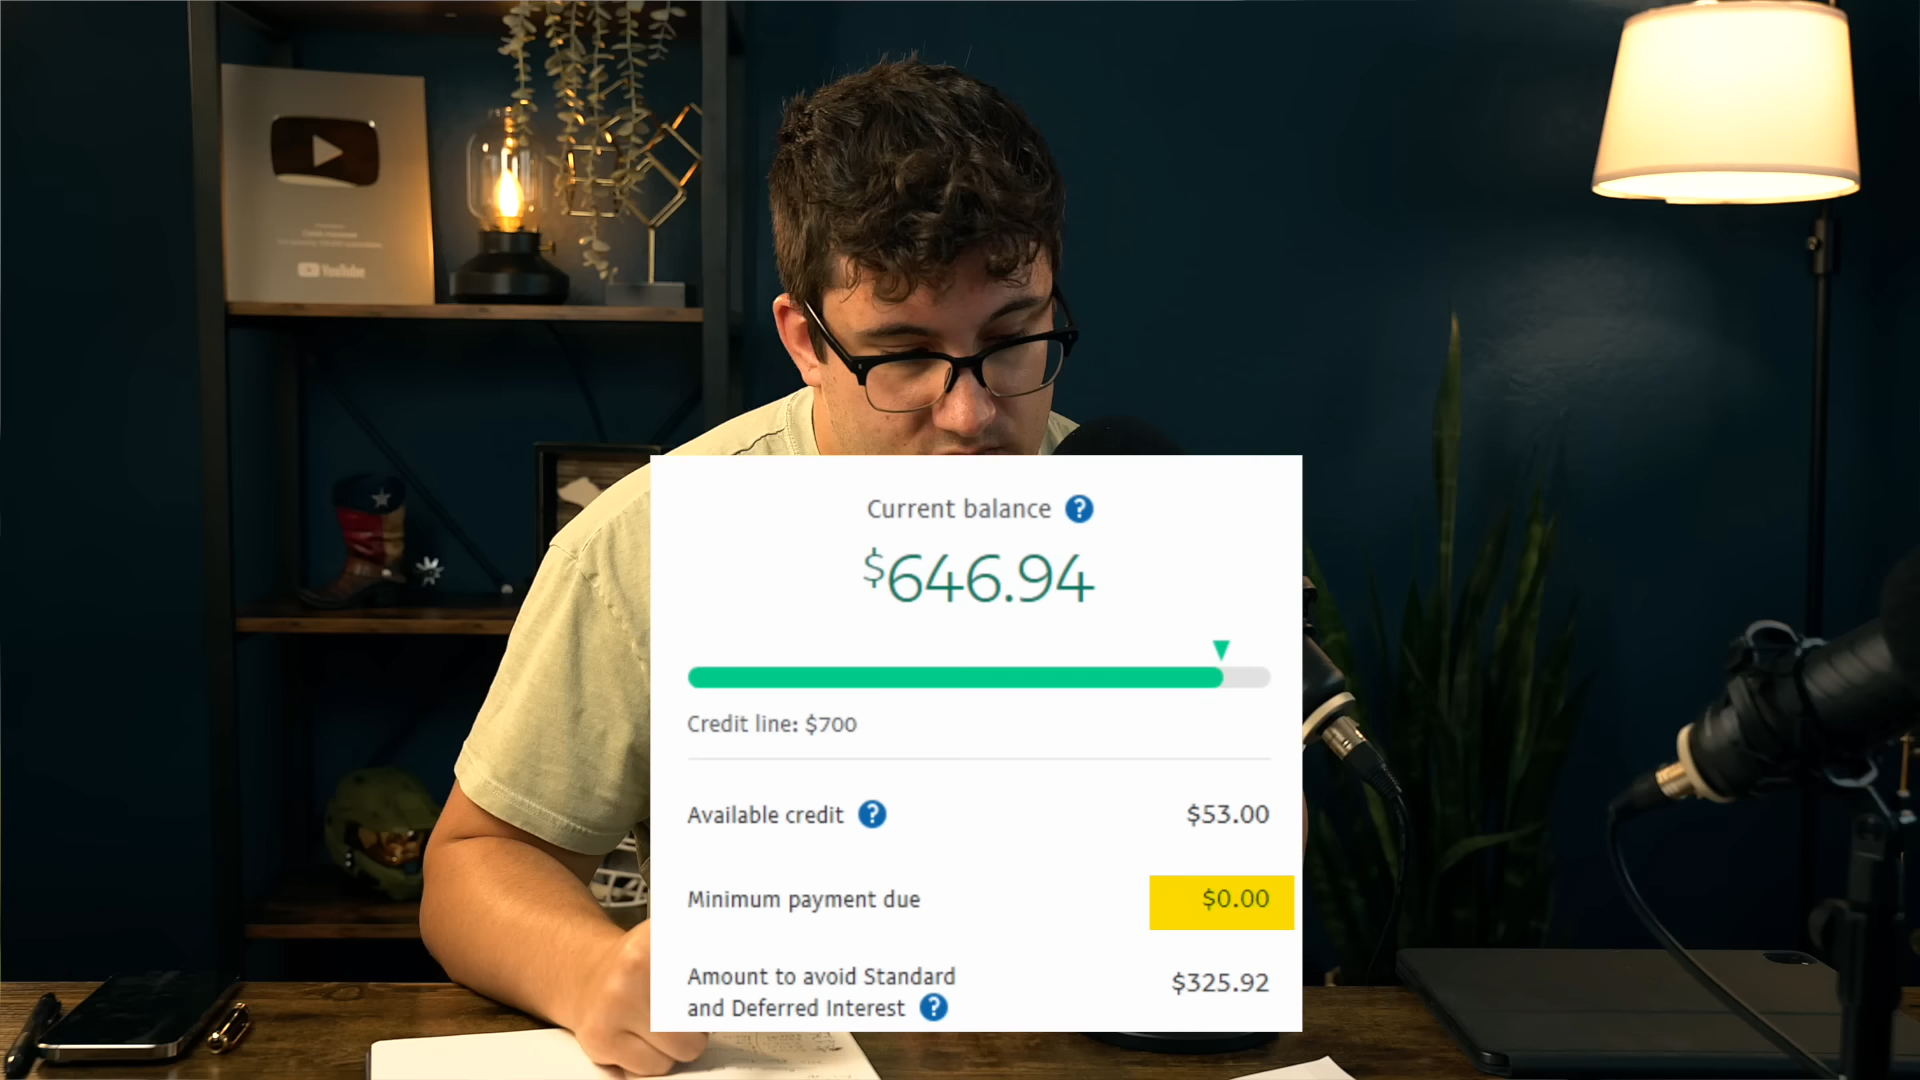 YouTube
Current balance ?
$646.94
Credit line: $700
Available credit ? $53.00
Minimum payment due $0.00
Amount to avoid Standard $325.92
and Deferred Interest ?